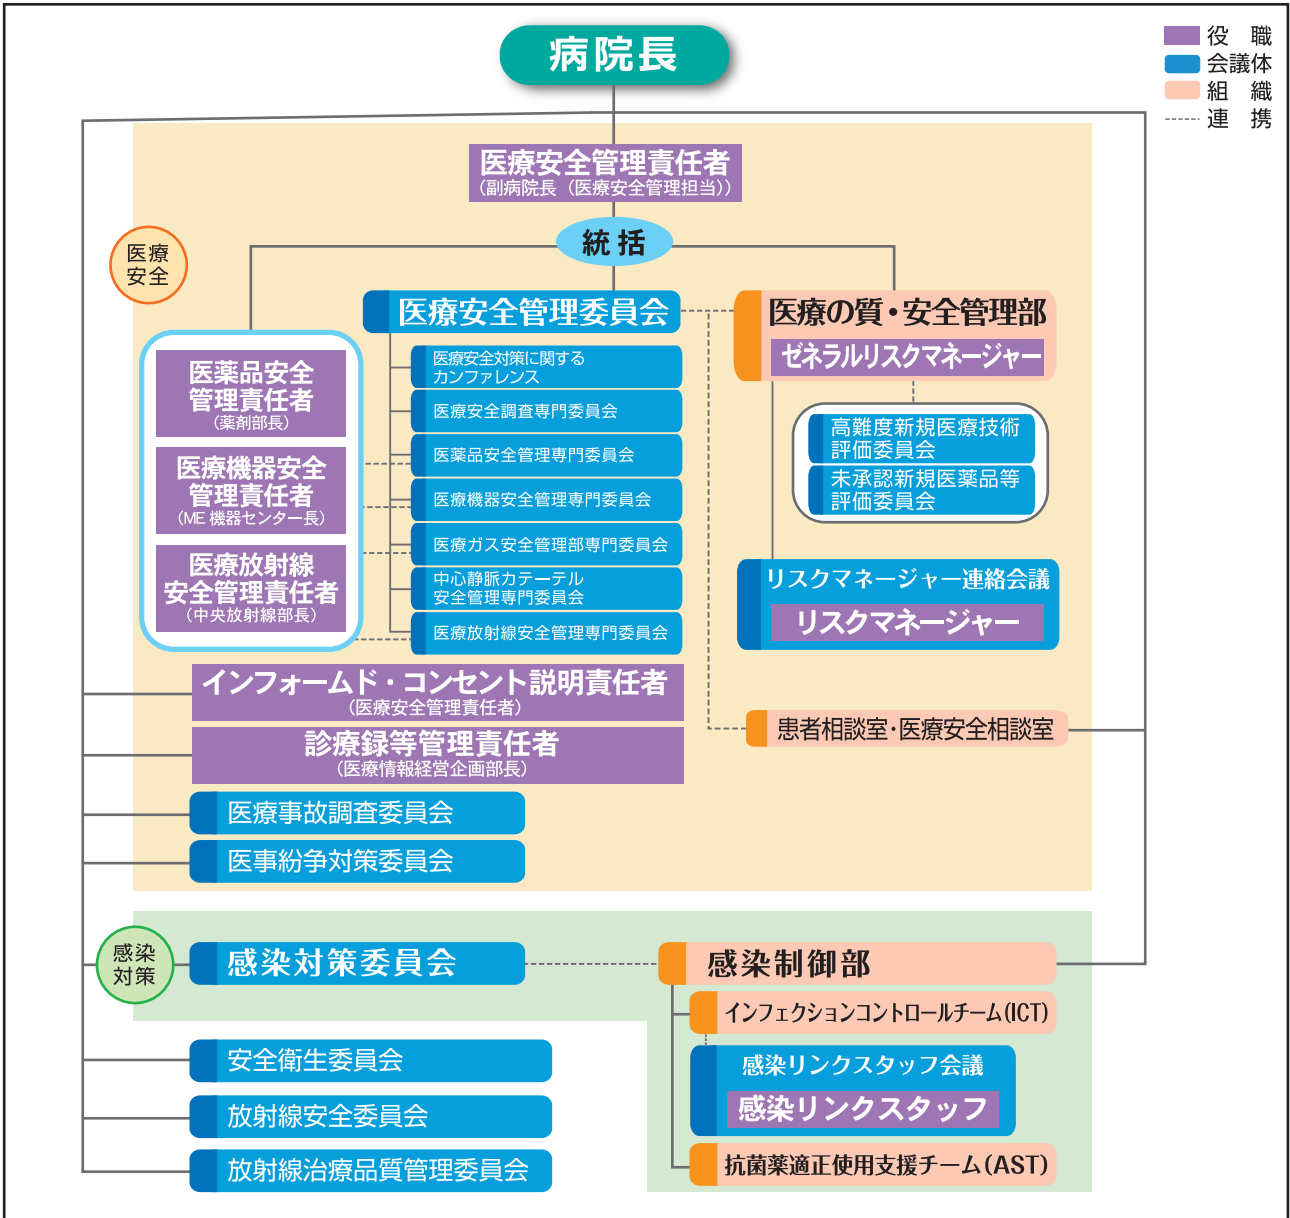 病院長
役　職
会議体
組　織
連　携
医療安全管理責任者
（副病院長（医療安全管理担当））
統括
医療
安全
医療安全管理委員会
医療の質・安全管理部
ゼネラルリスクマネージャー
医薬品安全
管理責任者
（薬剤部長）
医療機器安全
管理責任者
（ME 機器センター長）
医療放射線
安全管理責任者
（中央放射線部長）
医療安全対策に関する
カンファレンス
医療安全調査専門委員会
医薬品安全管理専門委員会
医療機器安全管理専門委員会
医療ガス安全管理部専門委員会
中心静脈カテーテル
安全管理専門委員会
医療放射線安全管理専門委員会
高難度新規医療技術
評価委員会
未承認新規医薬品等
評価委員会
リスクマネージャー連絡会議
リスクマネージャー
インフォームド・コンセント説明責任者
（医療安全管理責任者）
患者相談室・医療安全相談室
診療録等管理責任者
（医療情報経営企画部長）
医療事故調査委員会
医事紛争対策委員会
感染
対策
感染対策委員会
感染制御部
インフェクションコントロールチーム(ICT)
感染リンクスタッフ会議
感染リンクスタッフ
抗菌薬適正使用支援チーム(AST)
安全衛生委員会
放射線安全委員会
放射線治療品質管理委員会